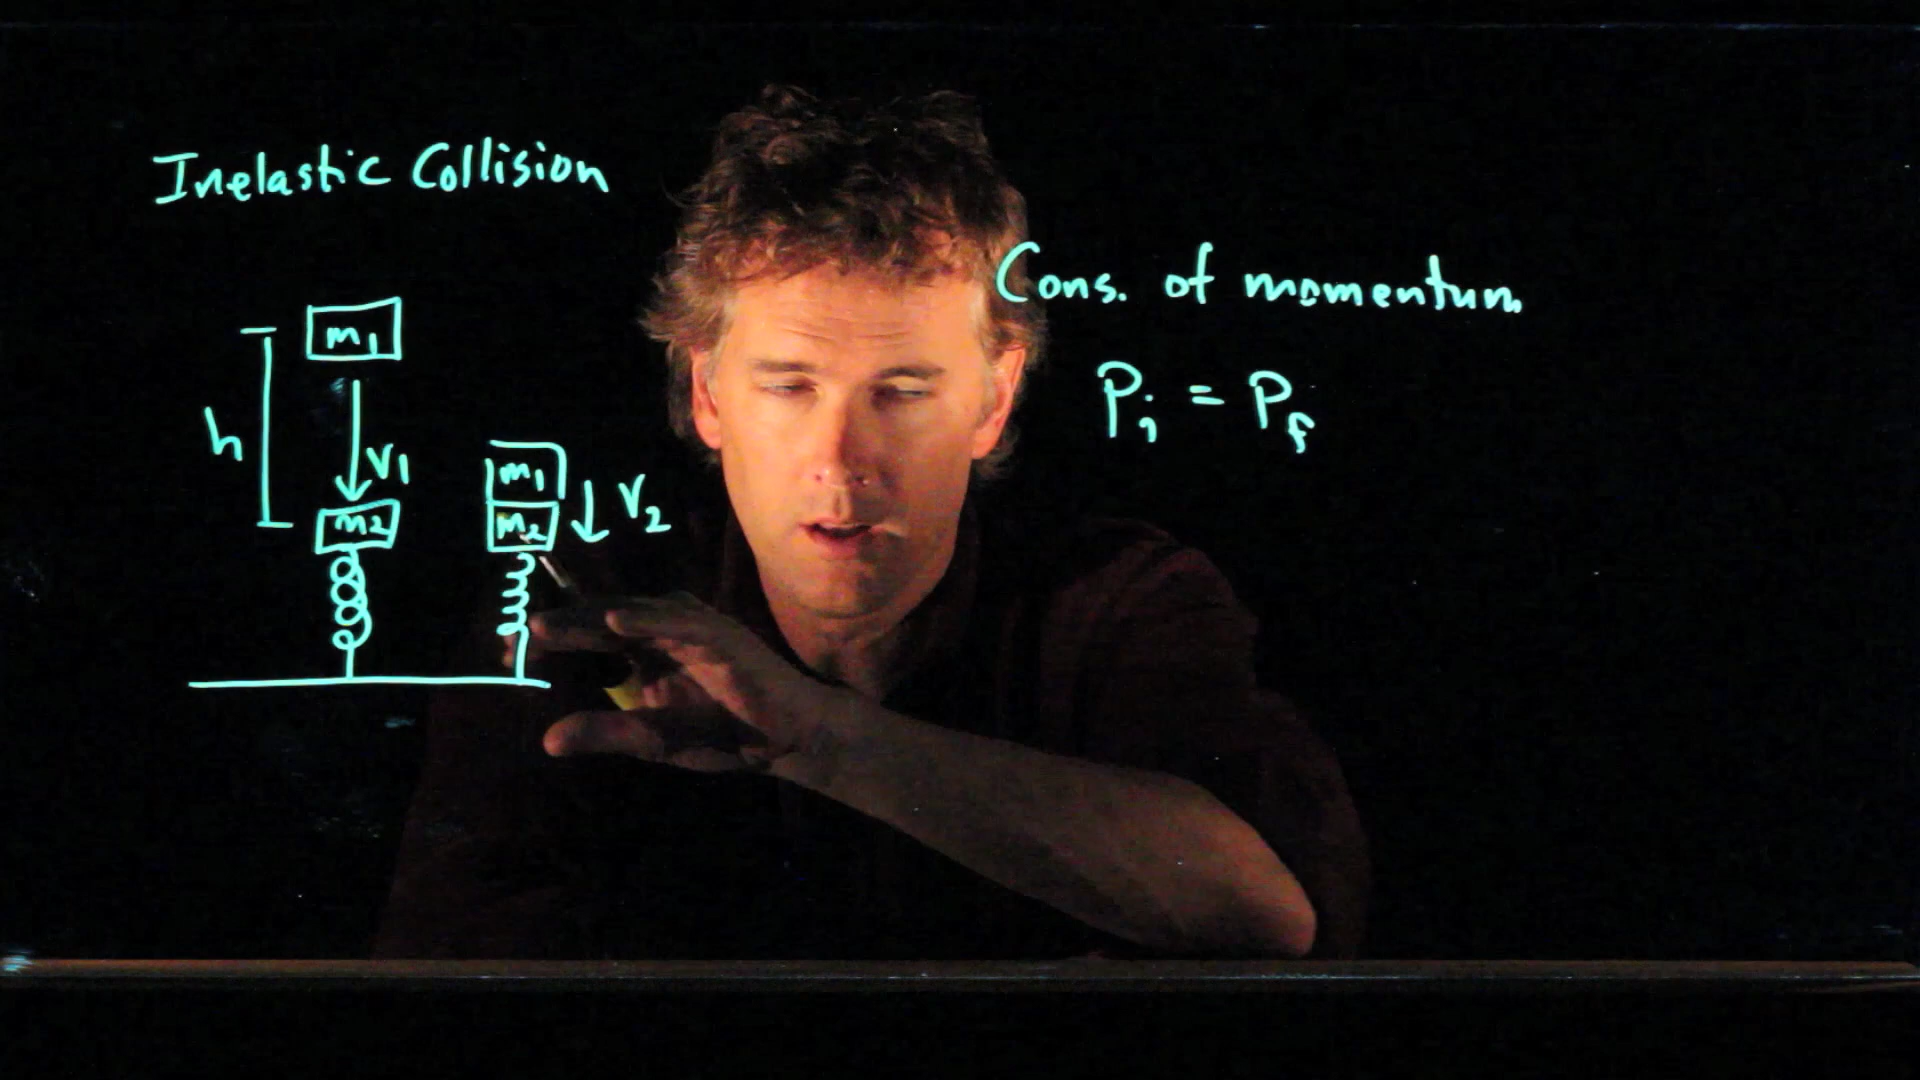 Inelastic Collision
Cons. of momentum
Pi = Pf
m1
h
v1
m2
m1
m2
v2